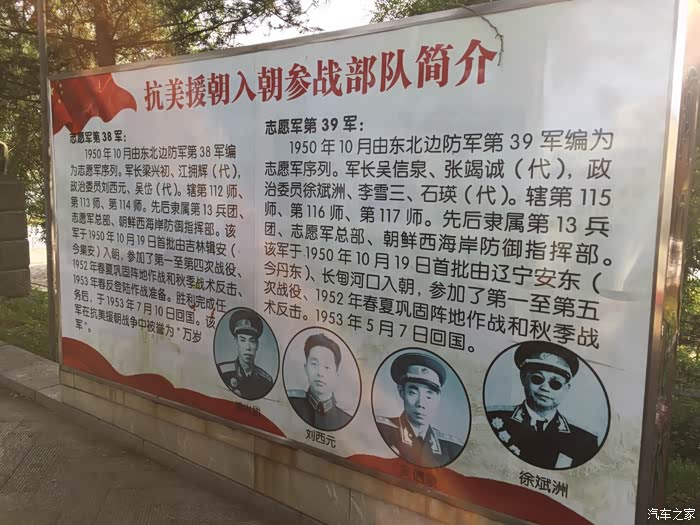 抗美援朝入朝参战部队简介
志愿军第38军：
1950年10月由东北边防军第38军编
为志愿军序列。军长梁兴初、江拥辉（代），
政治委员刘西元、吴岱（代）。辖第112师、
第113师、第114师。先后隶属第13兵团、
志愿军总部、朝鲜西海岸防御指挥部。该
军于1950年10月19日首批由吉林辑安（
今集安）入朝，参加了第一至第四次战役、
1952年春夏巩固阵地作战和秋季战术反击、
1953年春反登陆作战准备。胜利完成任
务后，于1953年7月10日回国。该
军在抗美援朝战争中被誉为“万岁
军”。
志愿军第39军：
1950年10月由东北边防军第39军编为
志愿军序列。军长吴信泉、张竭诚（代），政
治委员徐斌洲、李雪三、石瑛（代）。辖第115
师、第116师、第117师。先后隶属第13兵
团、志愿军总部、朝鲜西海岸防御指挥部。
该军于1950年10月19日首批由辽宁安东（
今丹东）、长甸河口入朝，参加了第一至第五
次战役、1952年春夏巩固阵地作战和秋季战
术反击。1953年5月7日回国。
刘西元
徐斌洲
汽车之家